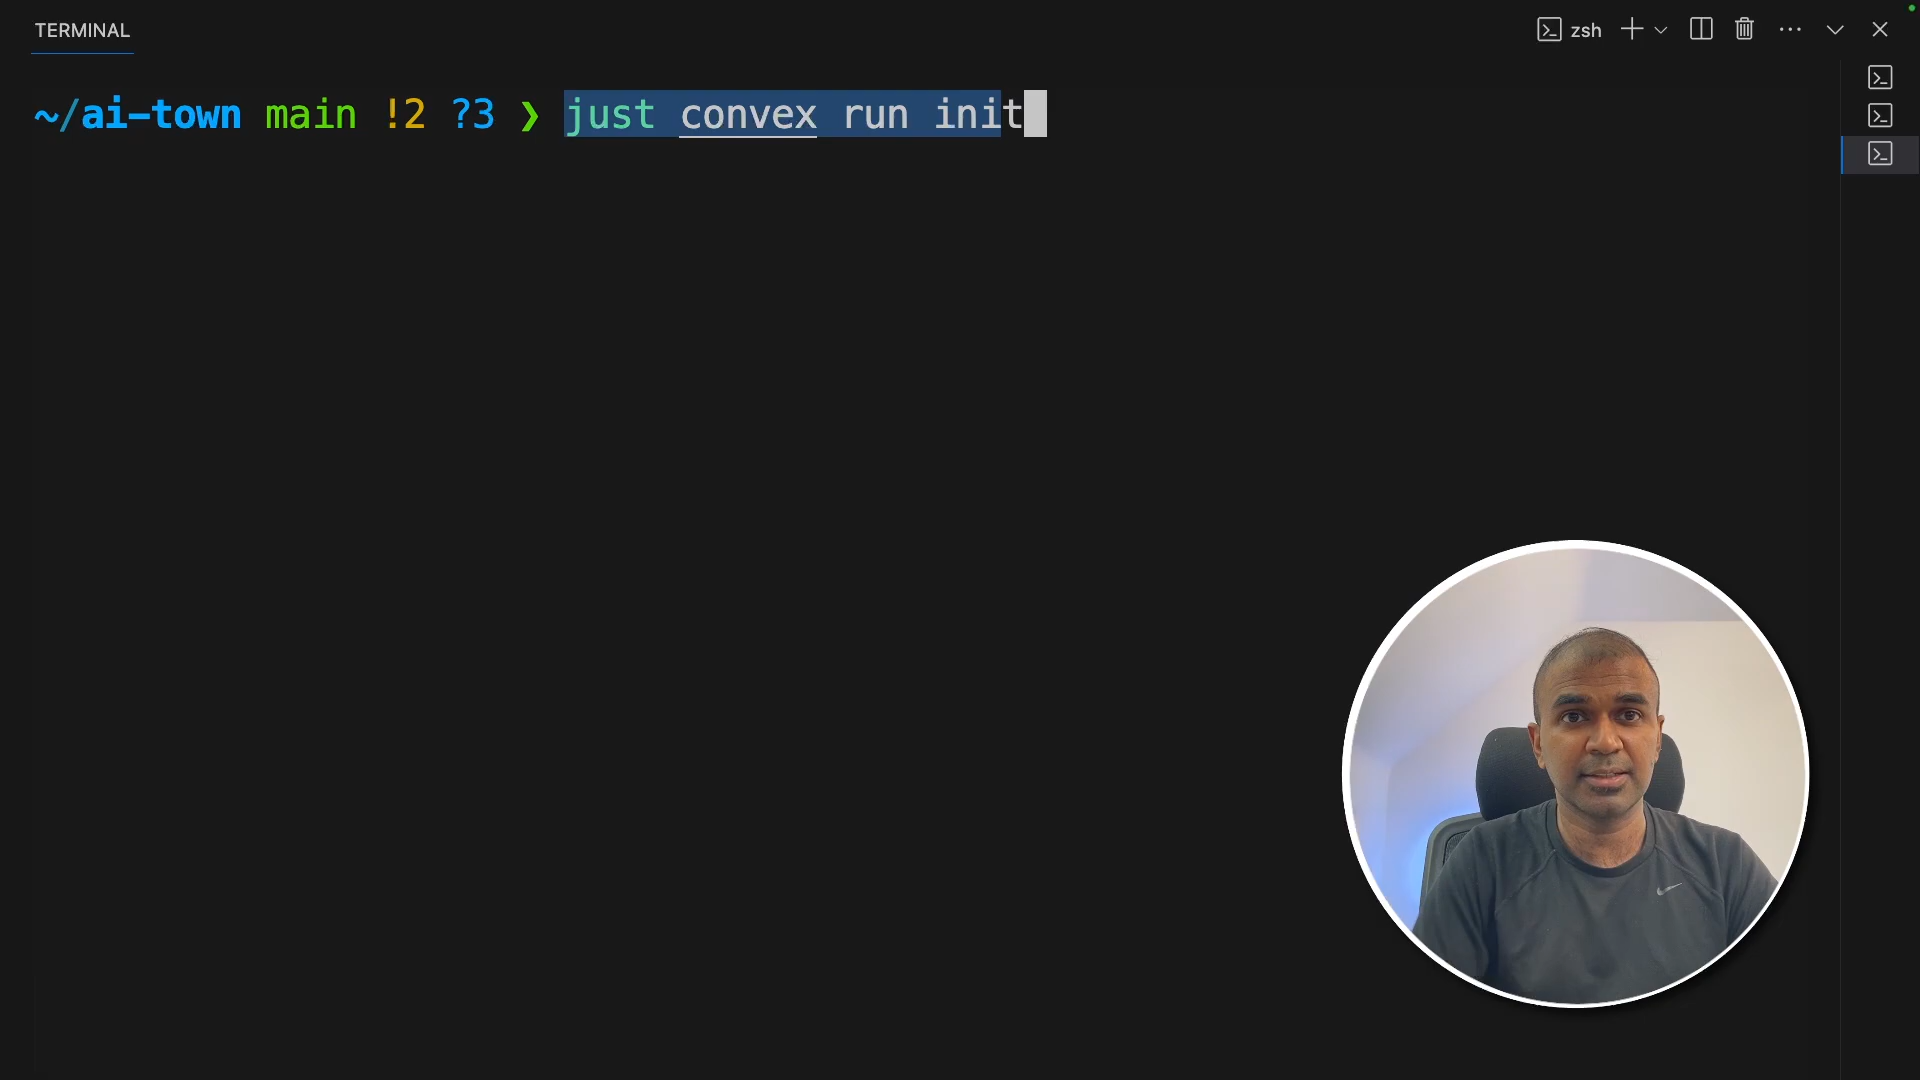 TERMINAL
zsh
~/ai-town main !2 ?3 ❯ just convex run init